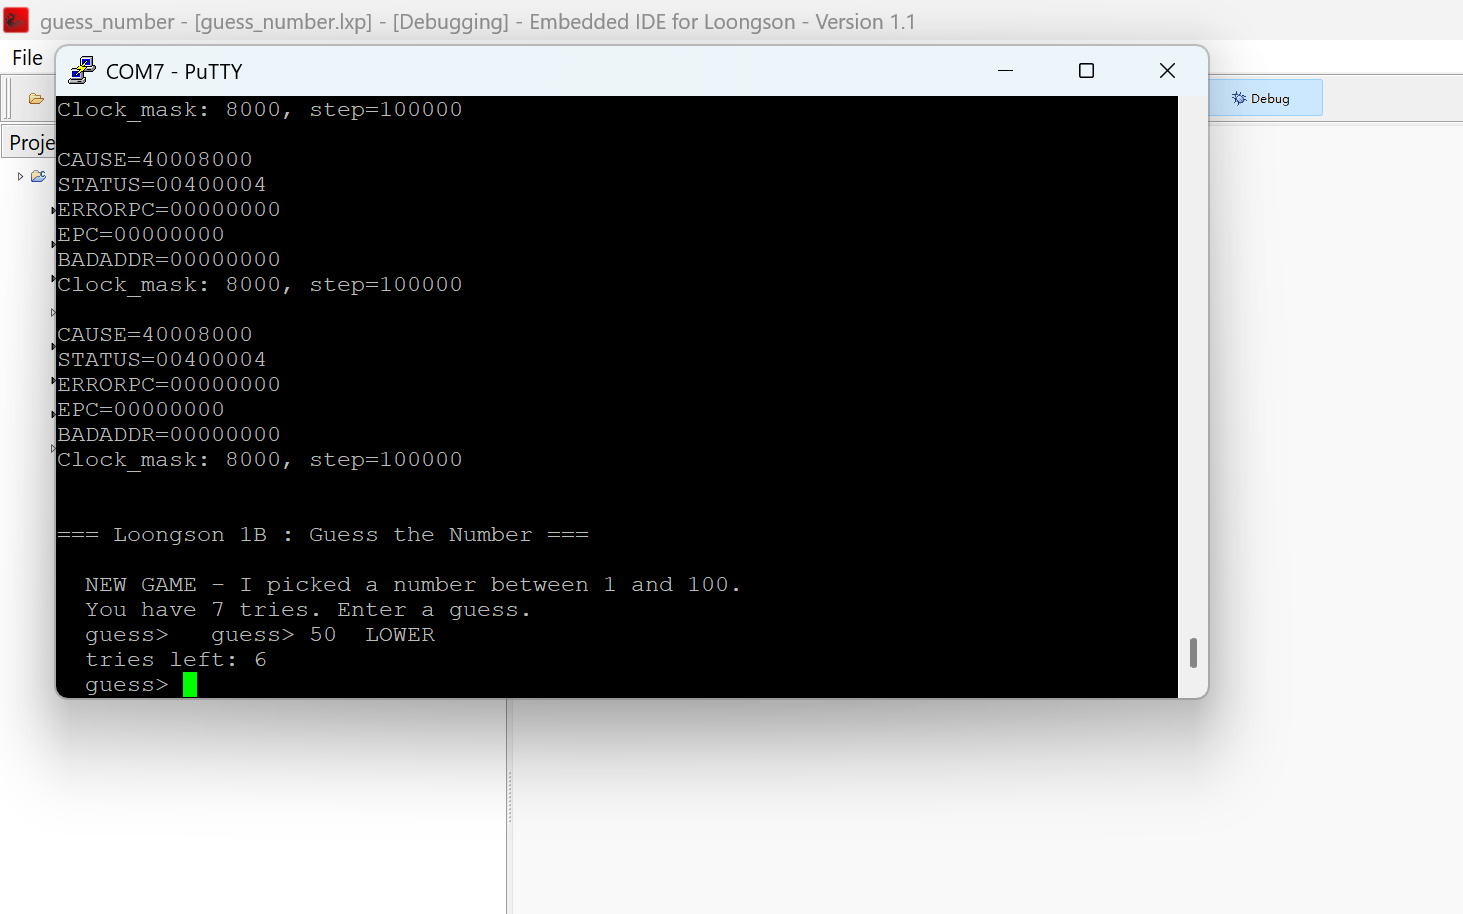 guess_number - [guess_number.lxp] - [Debugging] - Embedded IDE for Loongson - Version 1.1
File
COM7 - PuTTY
Debug
Proje
Clock_mask: 8000, step=100000
CAUSE=40008000
STATUS=00400004
ERRORPC=00000000
EPC=00000000
BADADDR=00000000
Clock_mask: 8000, step=100000
CAUSE=40008000
STATUS=00400004
ERRORPC=00000000
EPC=00000000
BADADDR=00000000
Clock_mask: 8000, step=100000
=== Loongson 1B : Guess the Number ===
NEW GAME - I picked a number between 1 and 100.
You have 7 tries. Enter a guess.
guess>   guess> 50  LOWER
tries left: 6
guess>